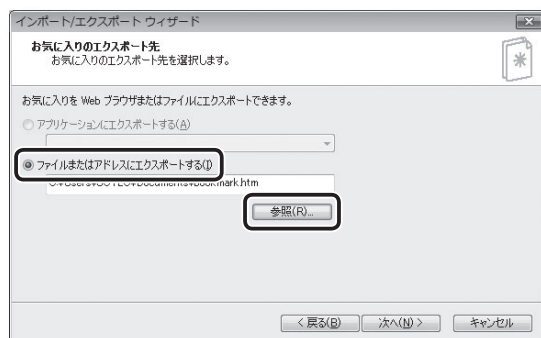 インポート/エクスポート ウィザード
お気に入りのエクスポート先
お気に入りのエクスポート先を選択します。
お気に入りを Web ブラウザまたはファイルにエクスポートできます。
アプリケーションにエクスポートする(A)
ファイルまたはアドレスにエクスポートする(I)
C:¥Users¥SOTEC¥Documents¥bookmark.htm
参照(R)...
< 戻る(B) 次へ(N) > キャンセル